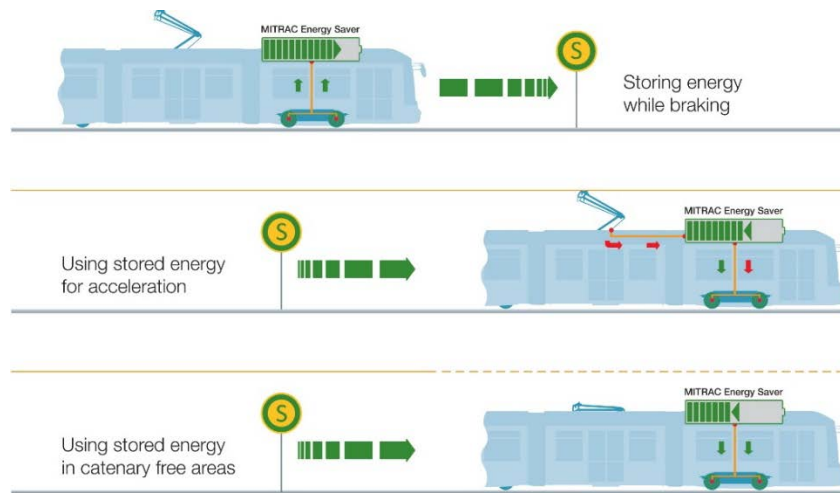 MITRAC Energy Saver
S
Storing energy
while braking
MITRAC Energy Saver
S
Using stored energy
for acceleration
MITRAC Energy Saver
S
Using stored energy
in catenary free areas